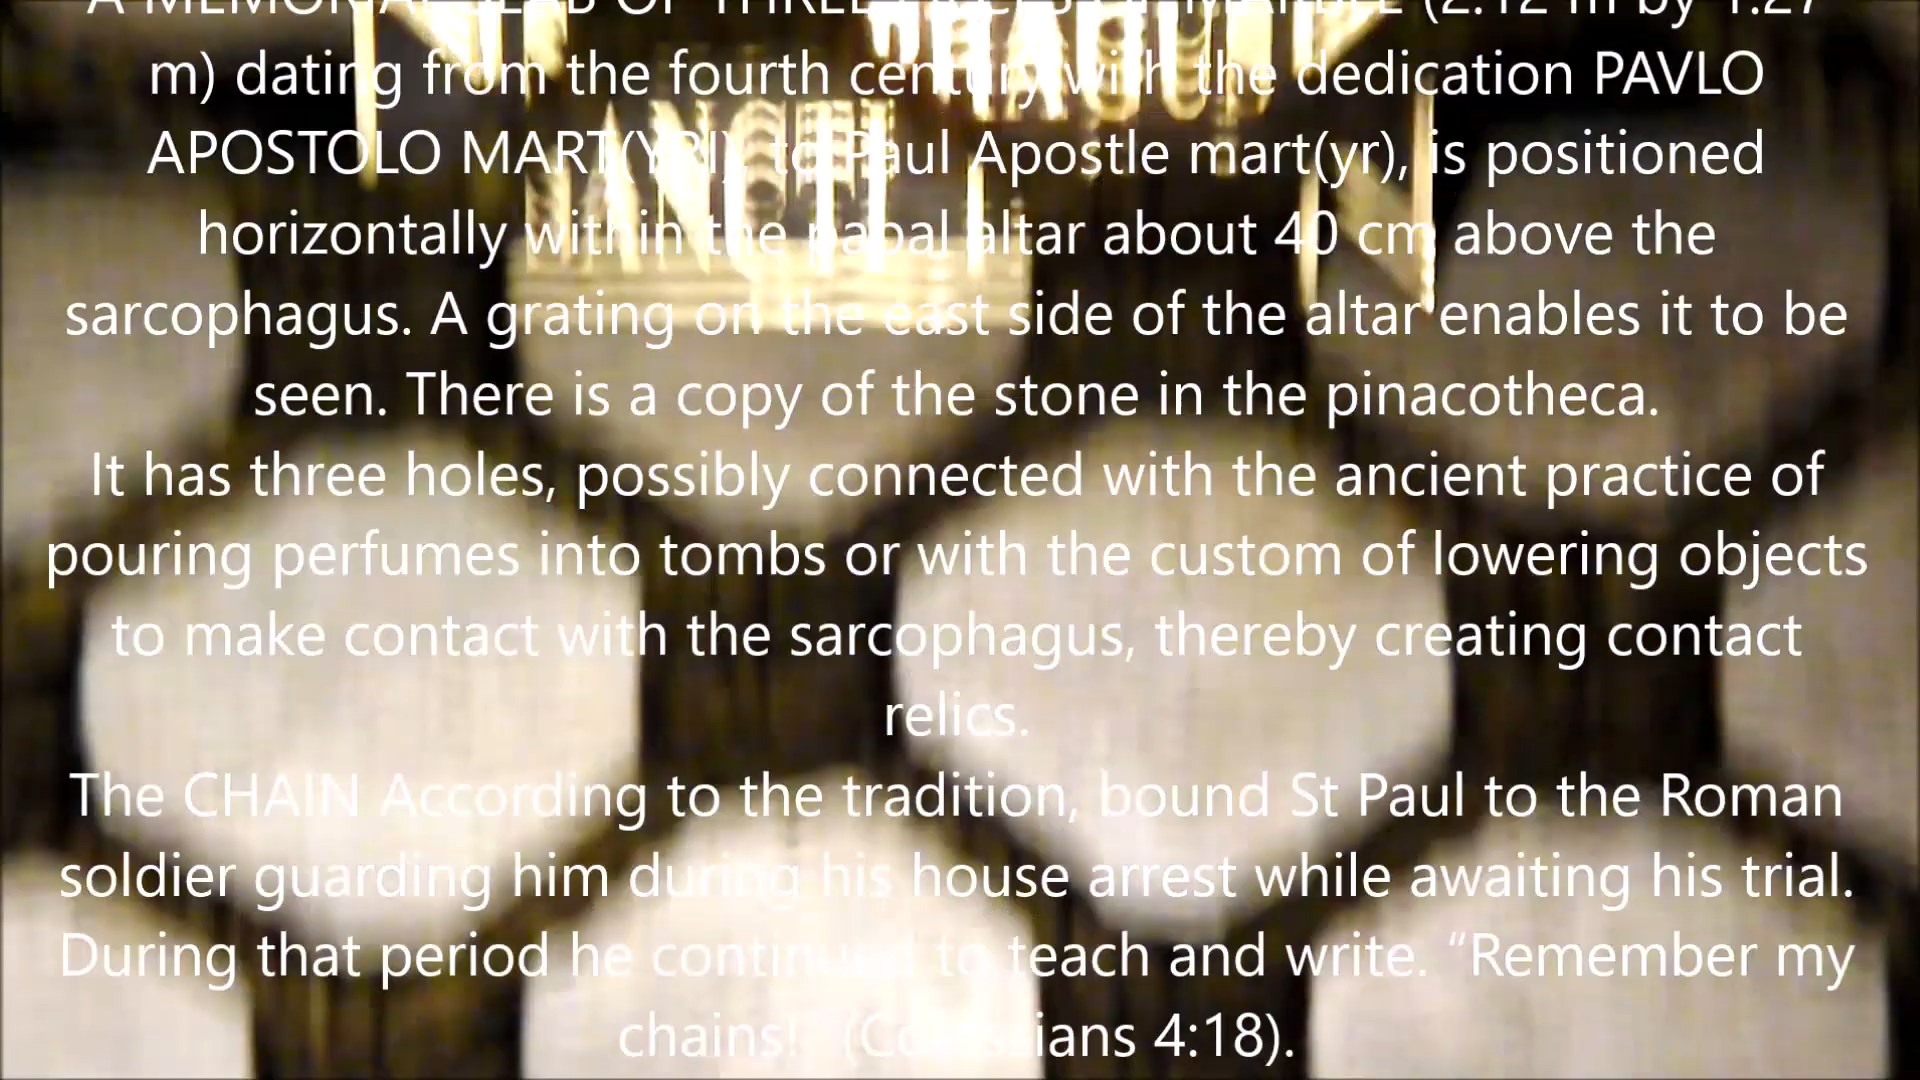 A MEMORIAL SLAB OF THREE PIECES OF MARBLE (2.12 m by 1.27
m) dating from the fourth century with the dedication PAVLO
APOSTOLO MART(YRI), to Paul Apostle mart(yr), is positioned
horizontally within the papal altar about 40 cm above the
sarcophagus. A grating on the east side of the altar enables it to be
seen. There is a copy of the stone in the pinacotheca.
It has three holes, possibly connected with the ancient practice of
pouring perfumes into tombs or with the custom of lowering objects
to make contact with the sarcophagus, thereby creating contact
relics.
The CHAIN According to the tradition, bound St Paul to the Roman
soldier guarding him during his house arrest while awaiting his trial.
During that period he continued to teach and write. “Remember my
chains!” (Colossians 4:18).